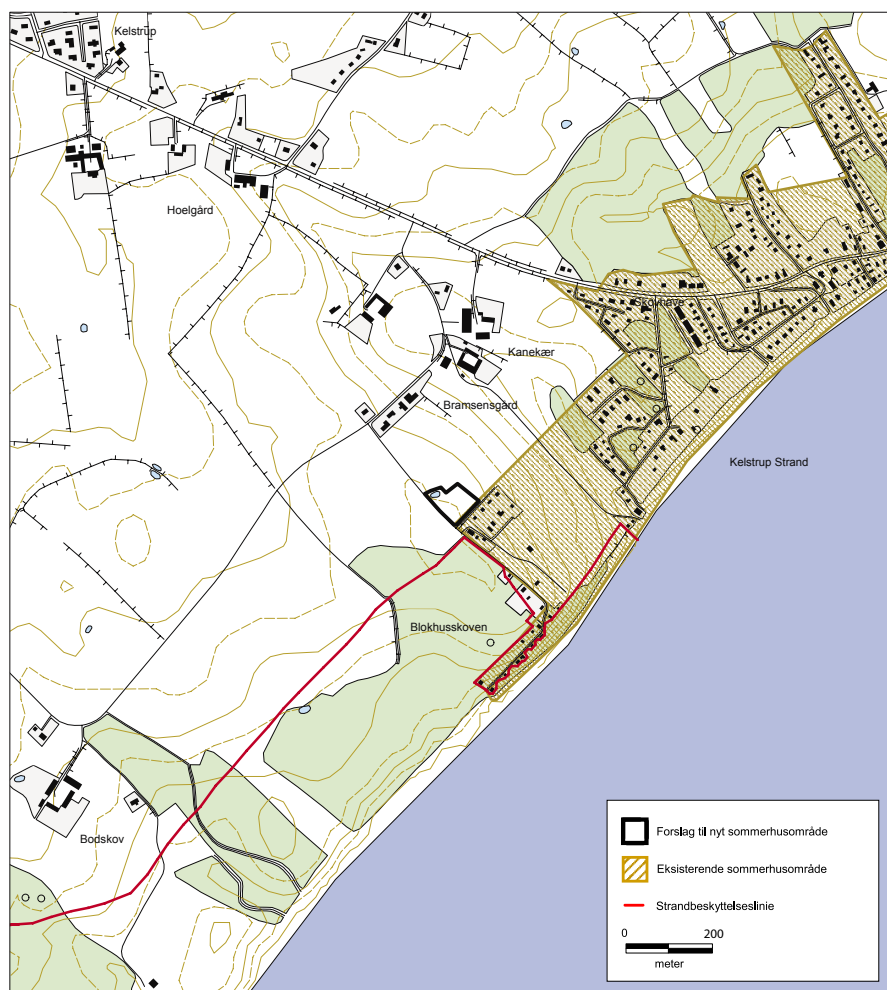 Kelstrup
Hoelgård
Skovhave
Kanekær
Bramsensgård
Kelstrup Strand
Blokhusskoven
Bodskov
Forslag til nyt sommerhusområde
Eksisterende sommerhusområde
Strandbeskyttelseslinie
0 200
meter